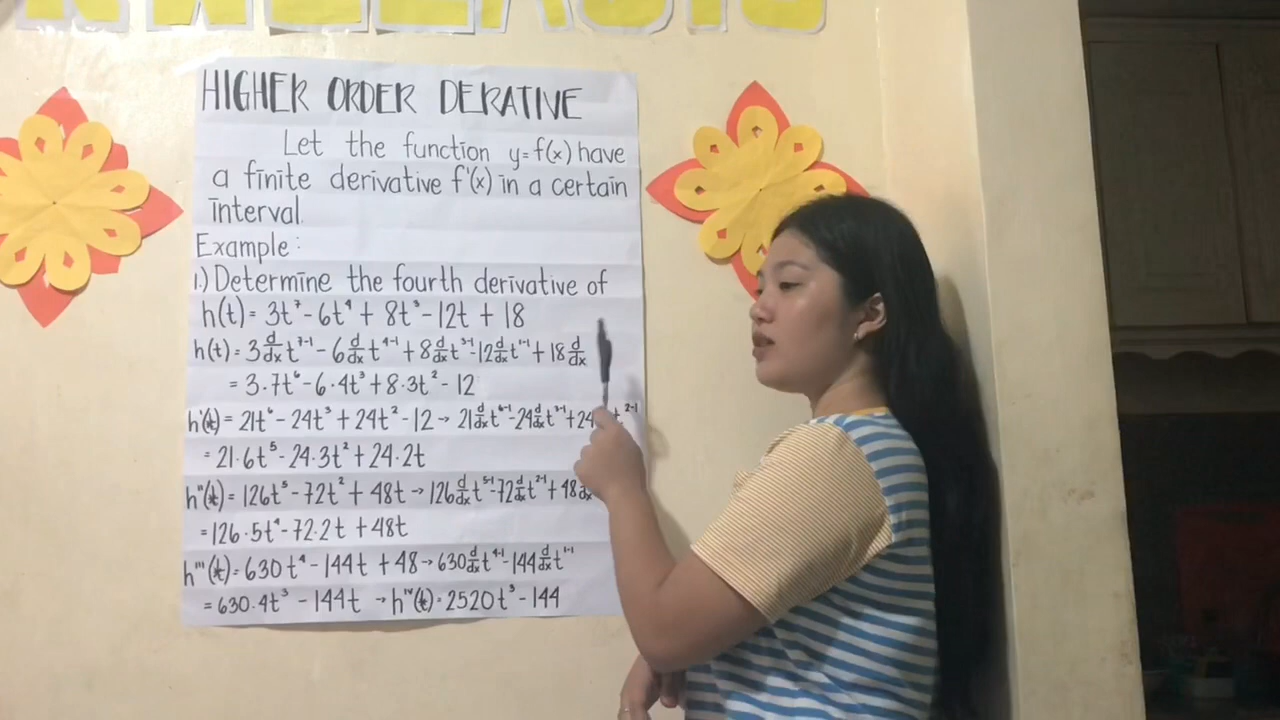 HIGHER ORDER DERATIVE
Let the function y=f(x) have
a finite derivative f'(x) in a certain
interval.
Example:
1.) Determine the fourth derivative of
h(t) = 3t⁷ - 6t⁴ + 8t³ - 12t + 18
h(t) = 3 d/dx t⁷⁻¹ - 6 d/dx t⁴⁻¹ + 8 d/dx t³⁻¹ - 12 d/dx t¹⁻¹ + 18 d/dx
= 3·7t⁶ - 6·4t³ + 8·3t² - 12
h'(t) = 21t⁶ - 24t³ + 24t² - 12 → 21 d/dx t⁶⁻¹ - 24 d/dx t³⁻¹ + 24 t²⁻¹
= 21·6t⁵ - 24·3t² + 24·2t
h"(t) = 126t⁵ - 72t² + 48t → 126 d/dx t⁵⁻¹ - 72 d/dx t²⁻¹ + 48 d/dx
= 126·5t⁴ - 72·2t + 48t
h'''(t) = 630t⁴ - 144t + 48 → 630 d/dx t⁴⁻¹ - 144 d/dx t¹⁻¹
= 630·4t³ - 144t → hⁱᵛ(t) = 2520t³ - 144